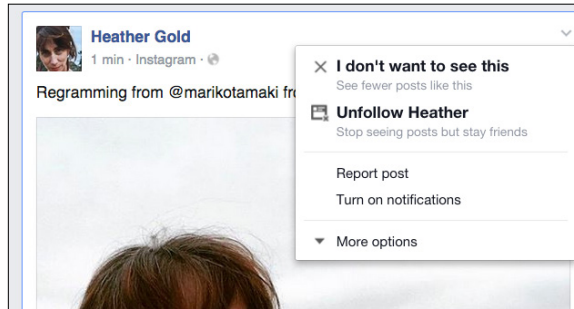 Heather Gold
1 min · Instagram ·
Regramming from @marikotamaki
I don't want to see this
See fewer posts like this
Unfollow Heather
Stop seeing posts but stay friends
Report post
Turn on notifications
More options